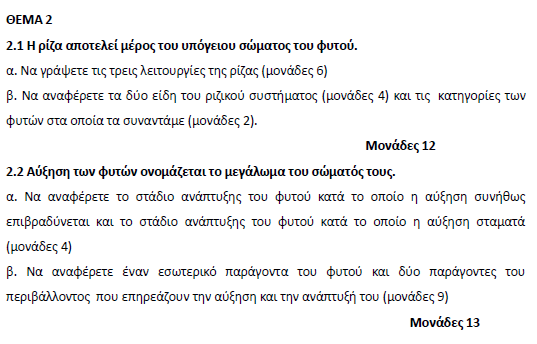 ΘΕΜΑ 2
2.1 Η ρίζα αποτελεί μέρος του υπόγειου σώματος του φυτού.
α. Να γράψετε τις τρεις λειτουργίες της ρίζας (μονάδες 6)
β. Να αναφέρετε τα δύο είδη του ριζικού συστήματος (μονάδες 4) και τις κατηγορίες των
φυτών στα οποία τα συναντάμε (μονάδες 2).
Μονάδες 12
2.2 Αύξηση των φυτών ονομάζεται το μεγάλωμα του σώματός τους.
α. Να αναφέρετε το στάδιο ανάπτυξης του φυτού κατά το οποίο η αύξηση συνήθως
επιβραδύνεται και το στάδιο ανάπτυξης του φυτού κατά το οποίο η αύξηση σταματά
(μονάδες 4)
β. Να αναφέρετε έναν εσωτερικό παράγοντα του φυτού και δύο παράγοντες του
περιβάλλοντος που επηρεάζουν την αύξηση και την ανάπτυξή του (μονάδες 9)
Μονάδες 13